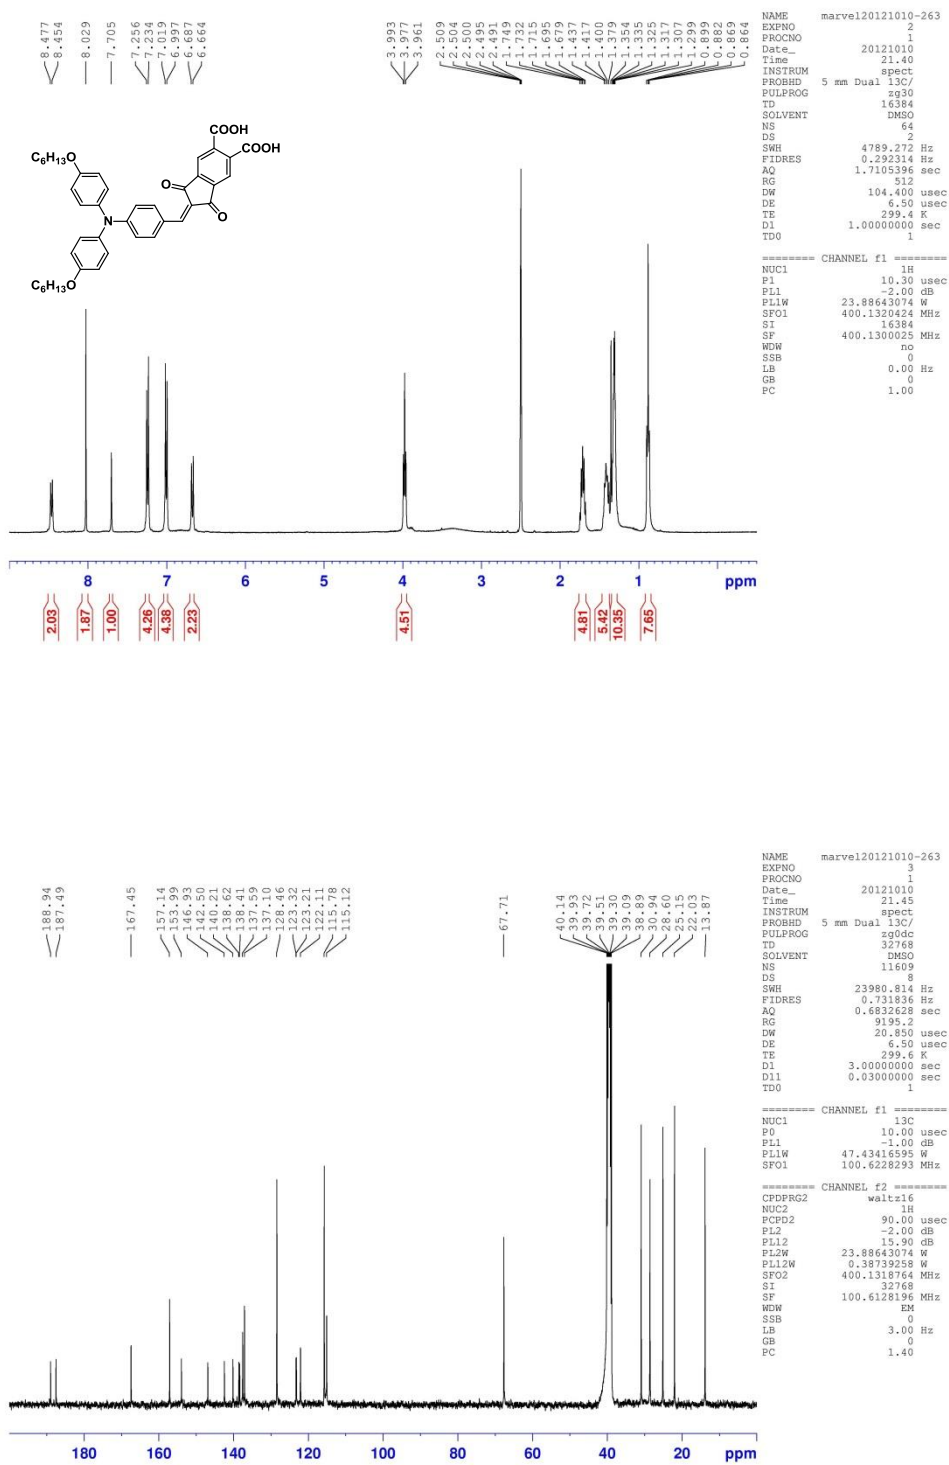 8.477
8.454
8.029
7.705
7.256
7.234
7.019
6.997
6.687
6.664
3.993
3.977
3.961
2.509
2.504
2.500
2.495
2.491
1.749
1.732
1.715
1.695
1.679
1.437
1.417
1.400
1.379
1.354
1.335
1.325
1.317
1.307
1.299
0.899
0.882
0.869
0.864
NAME marvel20121010-263
EXPNO 2
PROCNO 1
Date_ 20121010
Time 21.40
INSTRUM spect
PROBHD 5 mm Dual 13C/
PULPROG zg30
TD 16384
SOLVENT DMSO
NS 64
DS 2
SWH 4789.272 Hz
FIDRES 0.292314 Hz
AQ 1.7105396 sec
RG 512
DW 104.400 usec
DE 6.50 usec
TE 299.4 K
D1 1.00000000 sec
TD0 1
======== CHANNEL f1 ========
NUC1 1H
P1 10.30 usec
PL1 -2.00 dB
PL1W 23.88643074 W
SFO1 400.1320424 MHz
SI 16384
SF 400.1300025 MHz
WDW no
SSB 0
LB 0.00 Hz
GB 0
PC 1.00
COOH
COOH
C6H13O
O
N
O
C6H13O
8 7 6 5 4 3 2 1 ppm
2.03 1.87 1.00 4.26 4.38 2.23 4.51 4.81 5.42 10.35 7.65
188.94
187.49
167.45
157.14
153.99
146.93
142.50
140.21
138.62
138.41
137.59
137.10
128.46
123.32
123.21
122.11
115.78
115.12
67.71
40.14
39.93
39.72
39.51
39.30
39.09
38.89
30.94
28.60
25.15
22.03
13.87
NAME marvel20121010-263
EXPNO 3
PROCNO 1
Date_ 20121010
Time 21.45
INSTRUM spect
PROBHD 5 mm Dual 13C/
PULPROG zg0dc
TD 32768
SOLVENT DMSO
NS 11609
DS 8
SWH 23980.814 Hz
FIDRES 0.731836 Hz
AQ 0.6832628 sec
RG 9195.2
DW 20.850 usec
DE 6.50 usec
TE 299.6 K
D1 3.00000000 sec
D11 0.03000000 sec
TD0 1
======== CHANNEL f1 ========
NUC1 13C
P0 10.00 usec
PL1 -1.00 dB
PL1W 47.43416595 W
SFO1 100.6228293 MHz
======== CHANNEL f2 ========
CPDPRG2 waltz16
NUC2 1H
PCPD2 90.00 usec
PL2 -2.00 dB
PL12 15.90 dB
PL2W 23.88643074 W
PL12W 0.38739258 W
SFO2 400.1318764 MHz
SI 32768
SF 100.6128196 MHz
WDW EM
SSB 0
LB 3.00 Hz
GB 0
PC 1.40
180 160 140 120 100 80 60 40 20 ppm